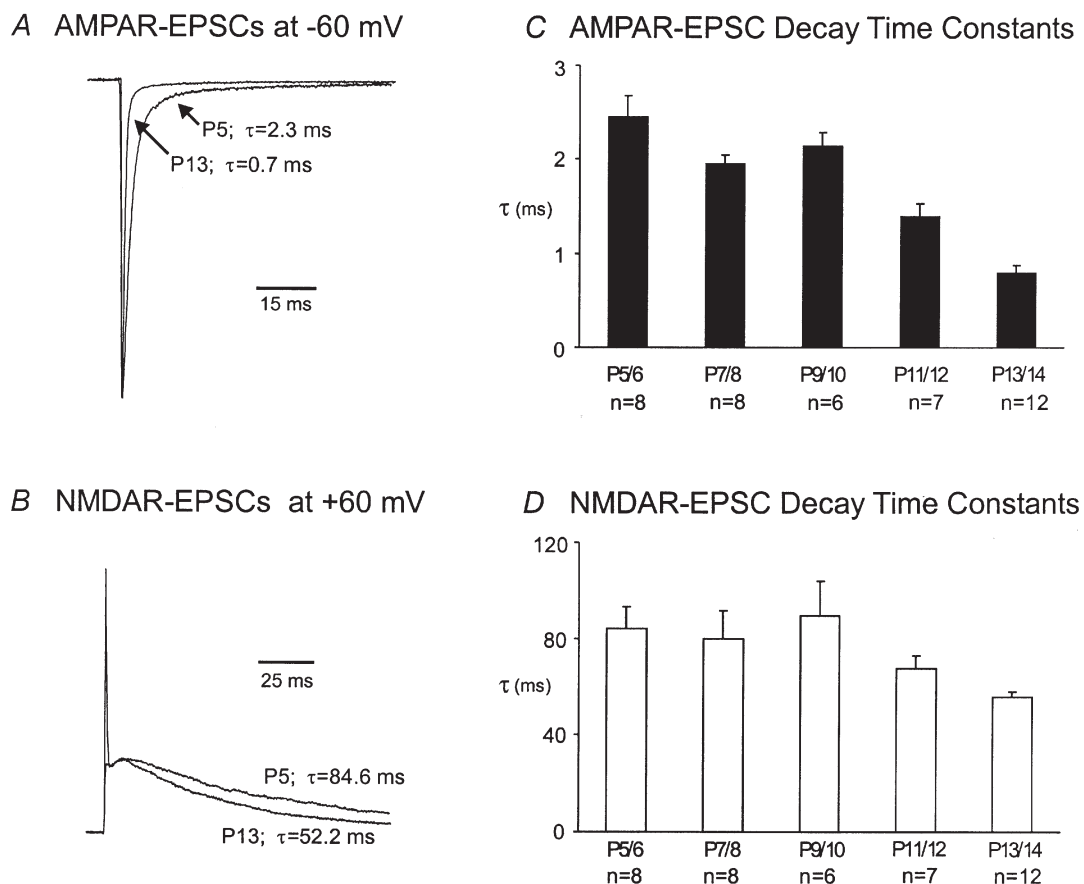 A AMPAR-EPSCs at -60 mV
P5; τ=2.3 ms
P13; τ=0.7 ms
15 ms
C AMPAR-EPSC Decay Time Constants
3
2
τ (ms)
1
0
P5/6 P7/8 P9/10 P11/12 P13/14
n=8 n=8 n=6 n=7 n=12
B NMDAR-EPSCs at +60 mV
25 ms
P5; τ=84.6 ms
P13; τ=52.2 ms
D NMDAR-EPSC Decay Time Constants
120
80
τ (ms)
40
0
P5/6 P7/8 P9/10 P11/12 P13/14
n=8 n=8 n=6 n=7 n=12